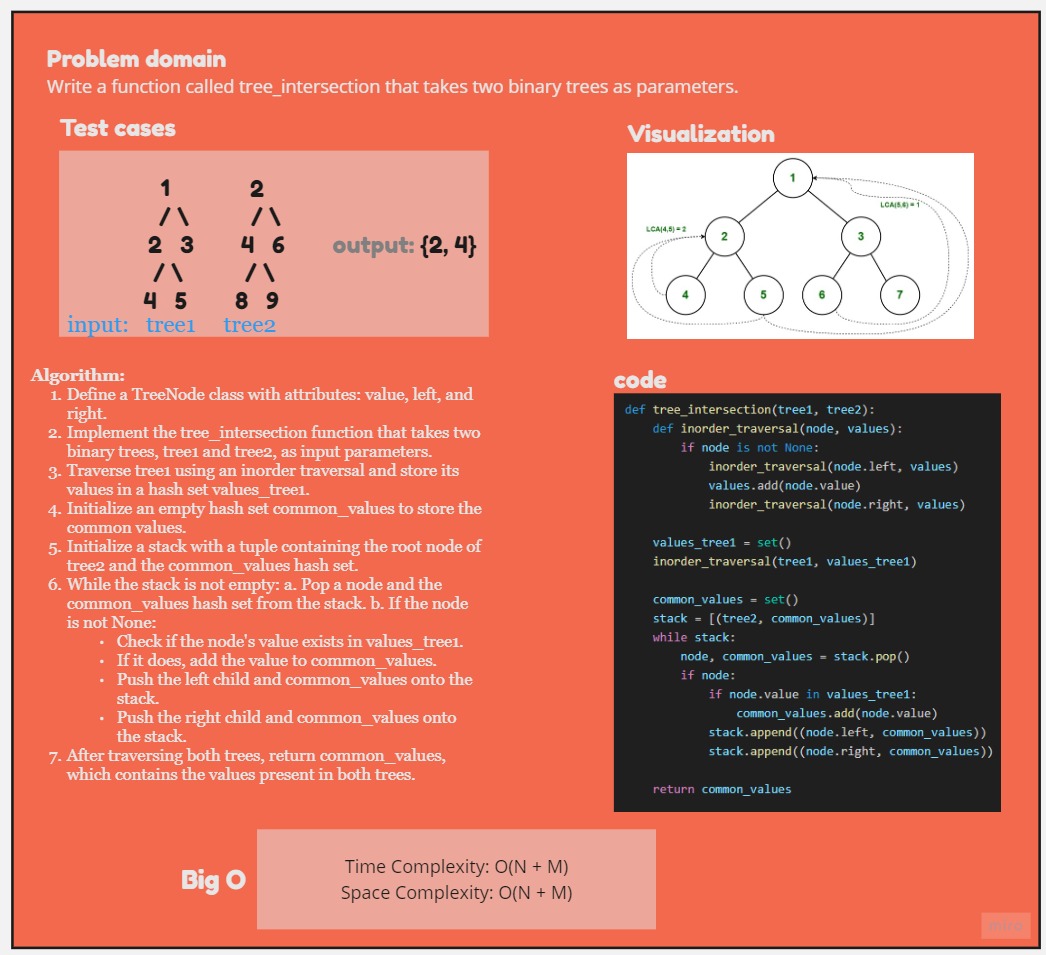 Problem domain
Write a function called tree_intersection that takes two binary trees as parameters.
Test cases
1 2
2 3 4 6
output: {2, 4}
4 5 8 9
input: tree1 tree2
Visualization
1
LCA(5,6) = 1
LCA(4,5) = 2
2 3
4 5 6 7
Algorithm:
1. Define a TreeNode class with attributes: value, left, and
right.
2. Implement the tree_intersection function that takes two
binary trees, tree1 and tree2, as input parameters.
3. Traverse tree1 using an inorder traversal and store its
values in a hash set values_tree1.
4. Initialize an empty hash set common_values to store the
common values.
5. Initialize a stack with a tuple containing the root node of
tree2 and the common_values hash set.
6. While the stack is not empty: a. Pop a node and the
common_values hash set from the stack. b. If the node
is not None:
• Check if the node's value exists in values_tree1.
• If it does, add the value to common_values.
• Push the left child and common_values onto the
stack.
• Push the right child and common_values onto
the stack.
7. After traversing both trees, return common_values,
which contains the values present in both trees.
code
def tree_intersection(tree1, tree2):
    def inorder_traversal(node, values):
        if node is not None:
            inorder_traversal(node.left, values)
            values.add(node.value)
            inorder_traversal(node.right, values)
    values_tree1 = set()
    inorder_traversal(tree1, values_tree1)
    common_values = set()
    stack = [(tree2, common_values)]
    while stack:
        node, common_values = stack.pop()
        if node:
            if node.value in values_tree1:
                common_values.add(node.value)
            stack.append((node.left, common_values))
            stack.append((node.right, common_values))
    return common_values
Big O
Time Complexity: O(N + M)
Space Complexity: O(N + M)
miro